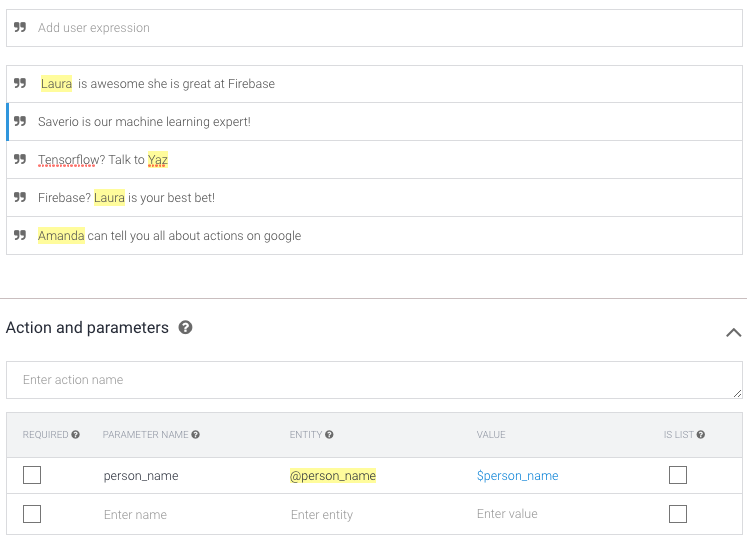 Add user expression
Laura is awesome she is great at Firebase
Saverio is our machine learning expert!
Tensorflow? Talk to Yaz
Firebase? Laura is your best bet!
Amanda can tell you all about actions on google
Action and parameters
Enter action name
REQUIRED PARAMETER NAME ENTITY VALUE IS LIST
person_name @person_name $person_name
Enter name Enter entity Enter value